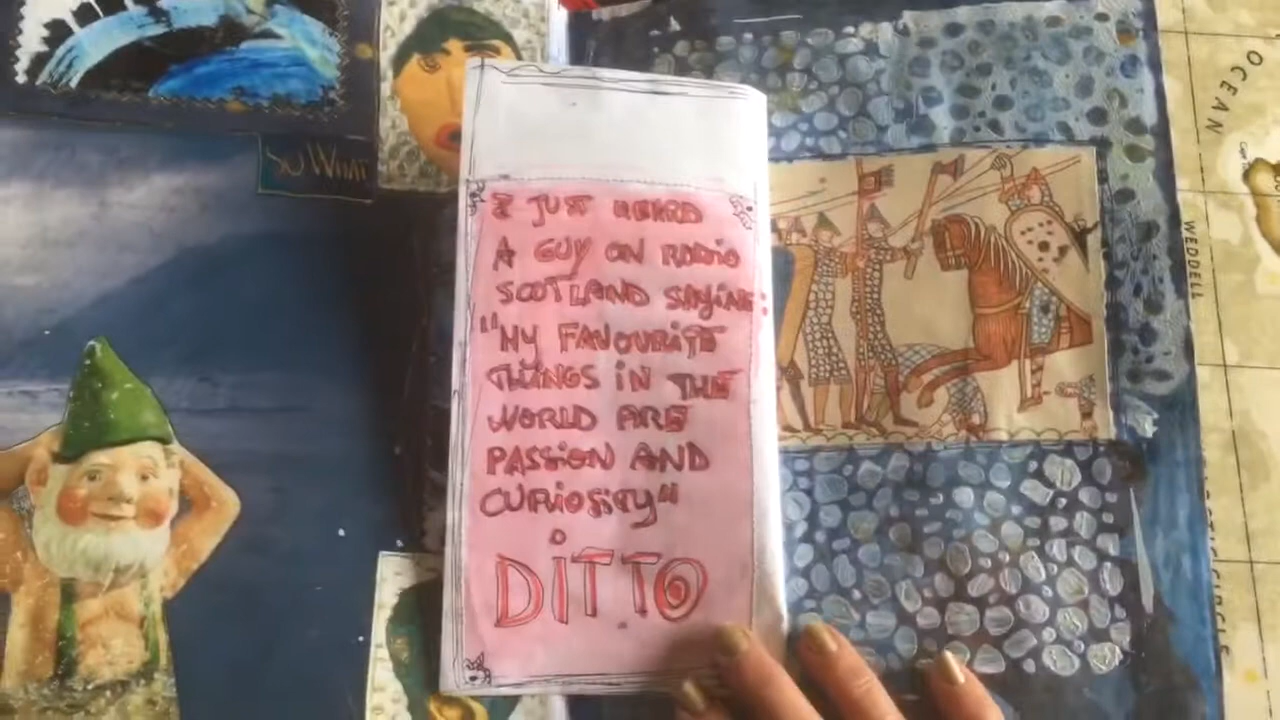 SO WHAT
I JUST HEARD
A GUY ON RADIO
SCOTLAND SAYING:
"MY FAVOURITE
THINGS IN THE
WORLD ARE
PASSION AND
CURIOSITY"
DITTO
OCEAN
WEDDELL
CIRCLE